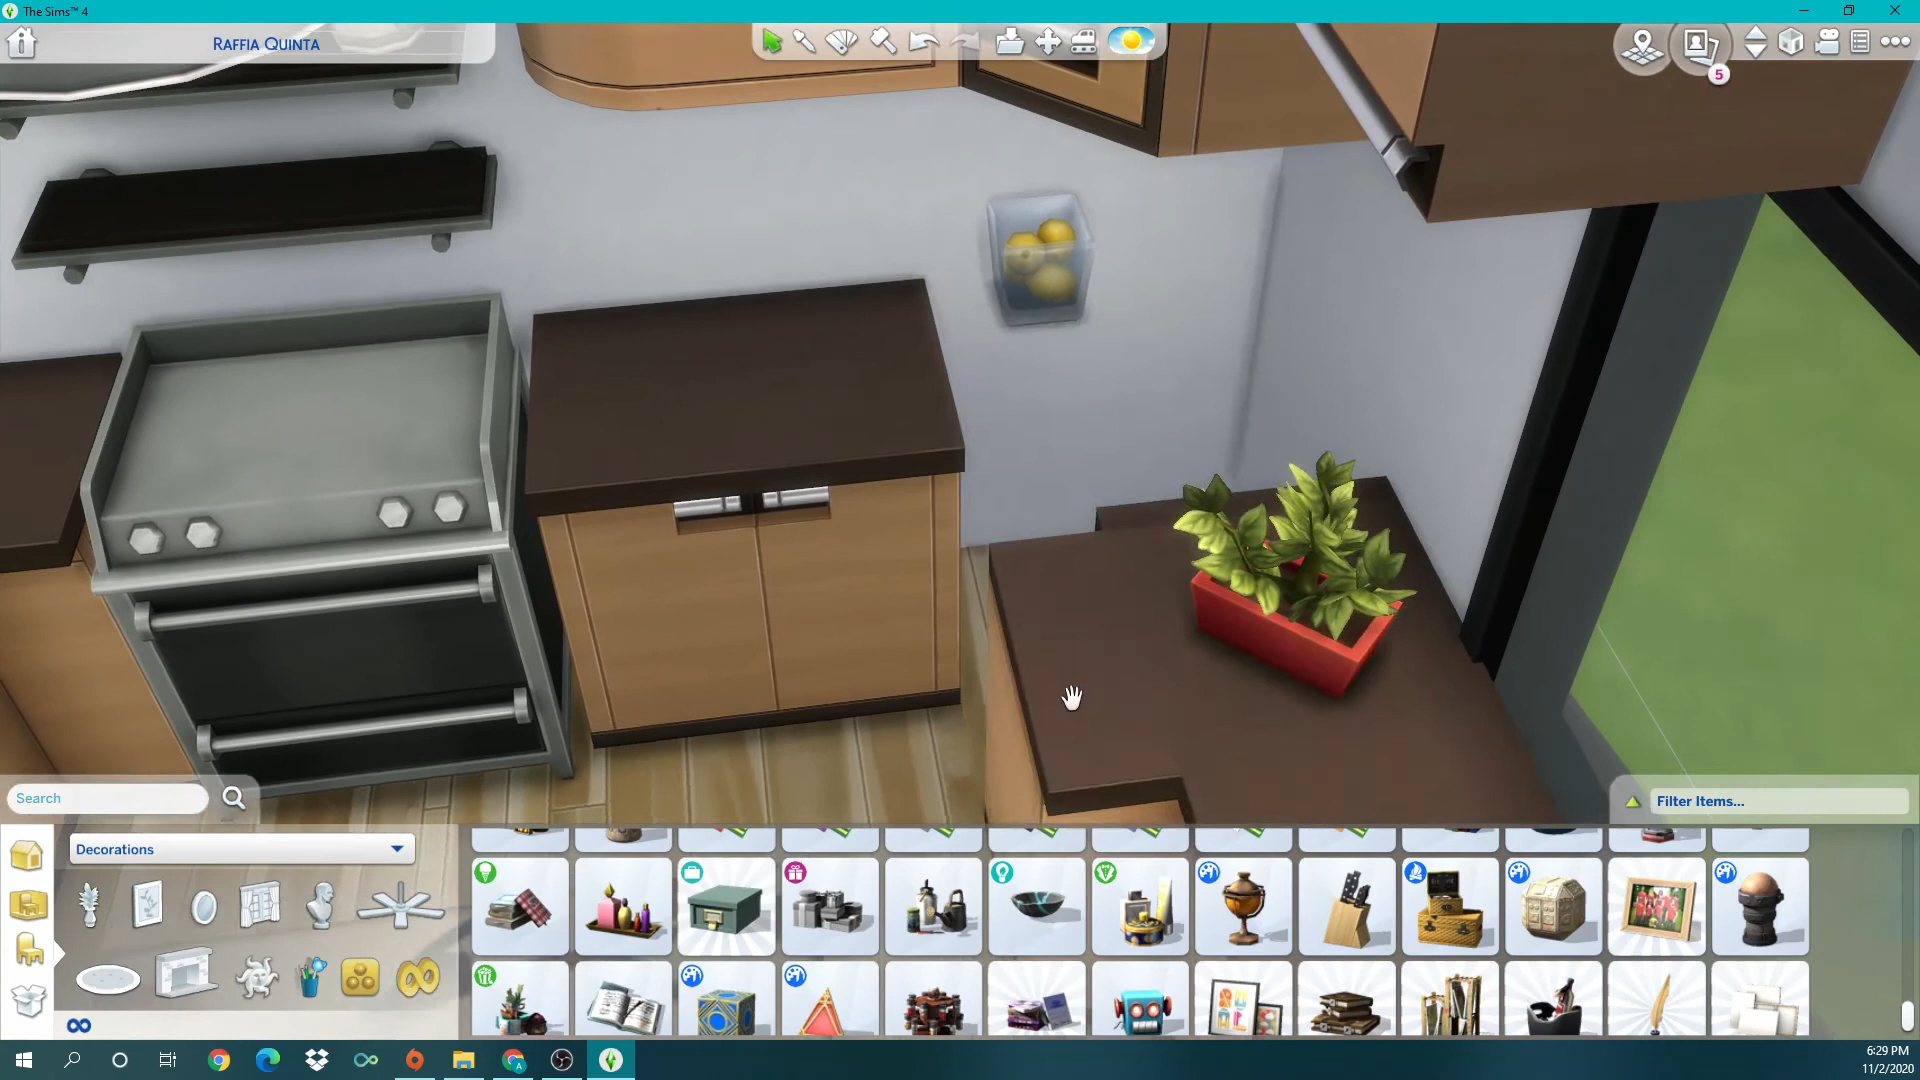 The Sims™ 4
RAFFIA QUINTA
5
Search
Filter Items...
Decorations
6:29 PM
11/2/2020